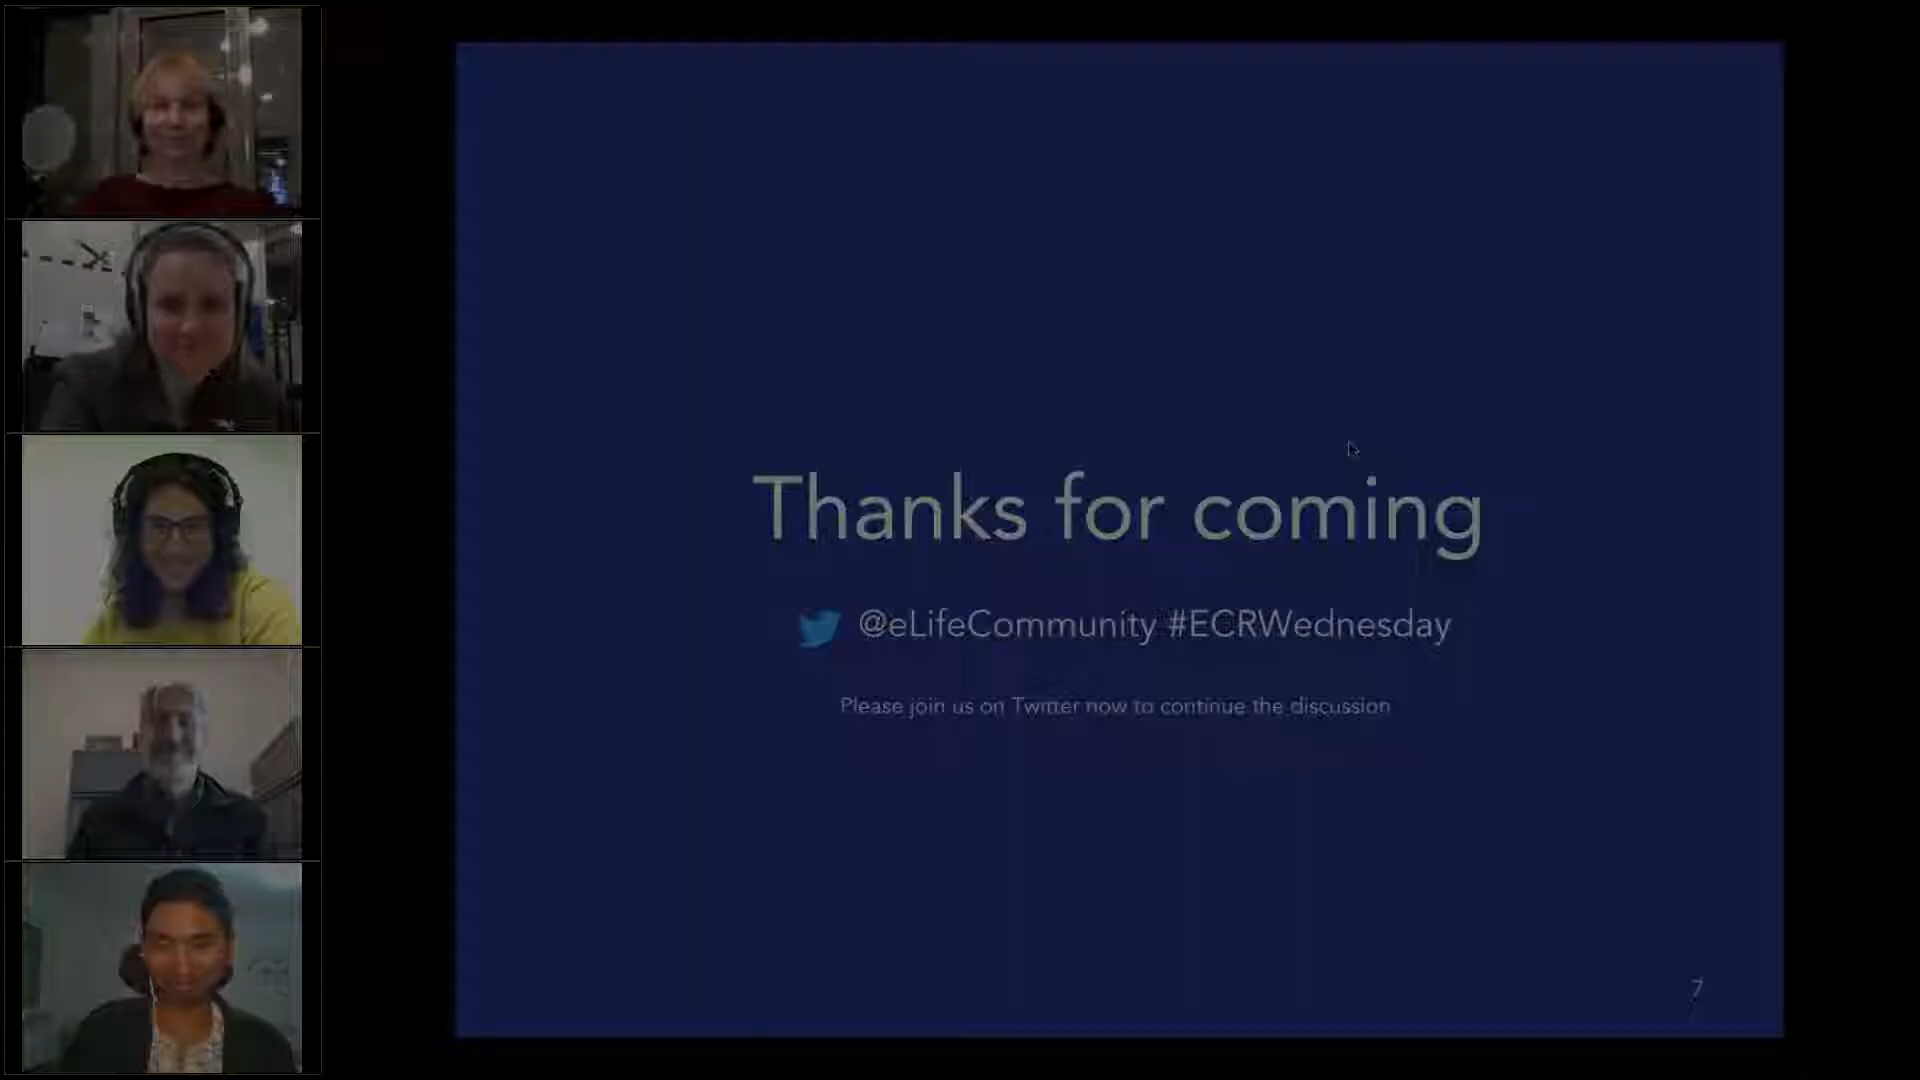 Thanks for coming
@eLifeCommunity #ECRWednesday
Please join us on Twitter now to continue the discussion
7